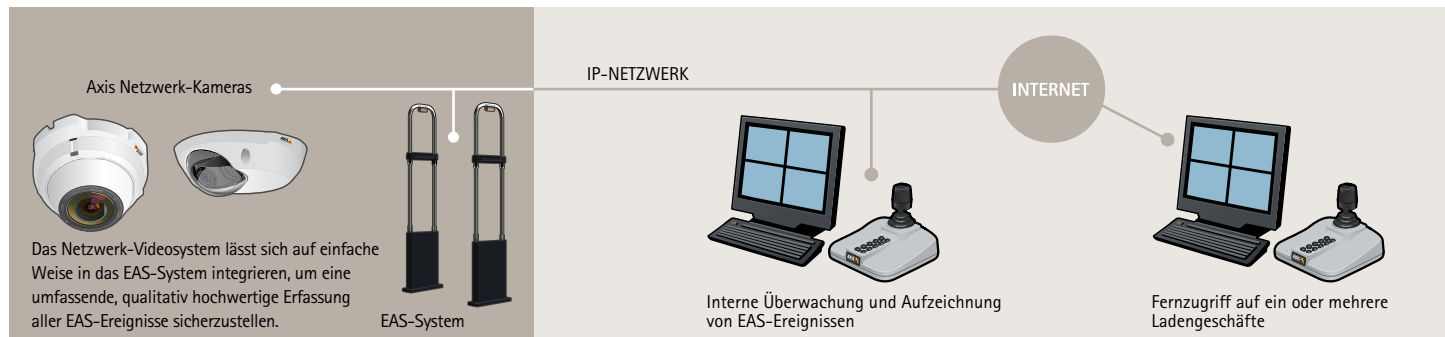 Axis Netzwerk-Kameras
IP-NETZWERK
INTERNET
Das Netzwerk-Videosystem lässt sich auf einfache
Weise in das EAS-System integrieren, um eine
umfassende, qualitativ hochwertige Erfassung
aller EAS-Ereignisse sicherzustellen.
EAS-System
Interne Überwachung und Aufzeichnung
von EAS-Ereignissen
Fernzugriff auf ein oder mehrere
Ladengeschäfte